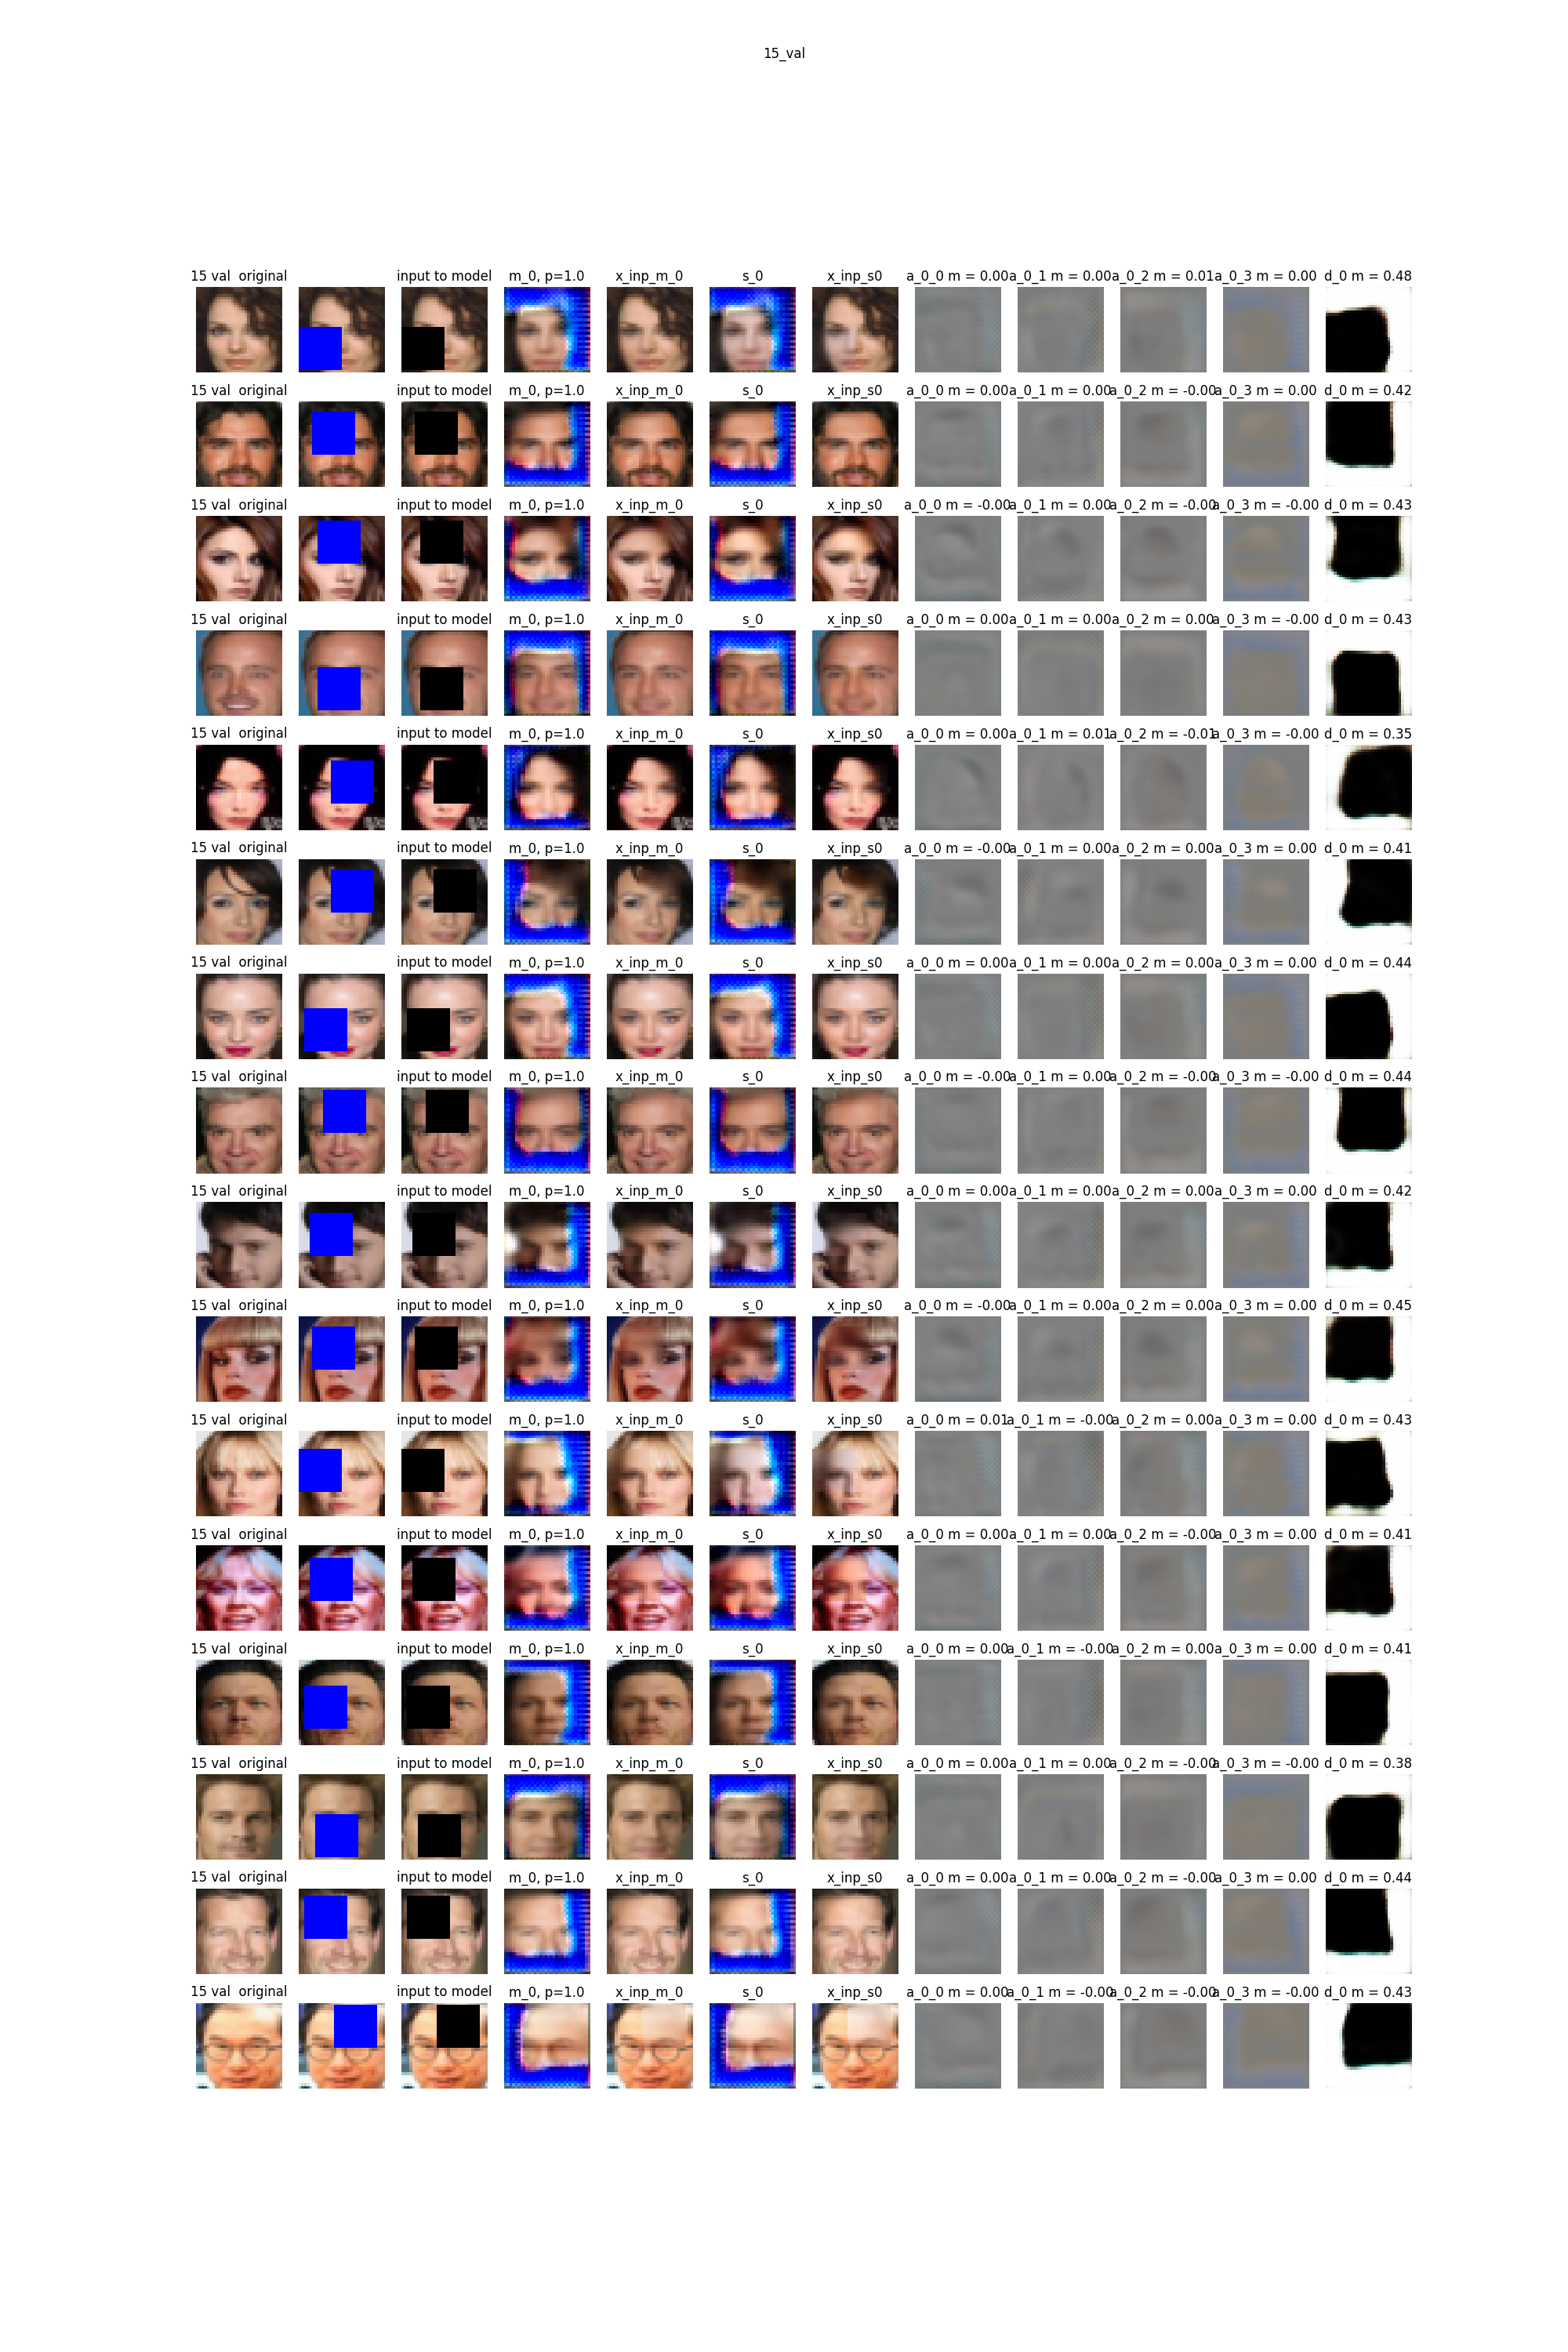 15_val
15 val original input to model m_0, p=1.0 x_inp_m_0 s_0 x_inp_s0 a_0_0 m = 0.00 a_0_1 m = 0.00 a_0_2 m = 0.01 a_0_3 m = 0.00 d_0 m = 0.48
15 val original input to model m_0, p=1.0 x_inp_m_0 s_0 x_inp_s0 a_0_0 m = 0.00 a_0_1 m = 0.00 a_0_2 m = -0.00 a_0_3 m = 0.00 d_0 m = 0.42
15 val original input to model m_0, p=1.0 x_inp_m_0 s_0 x_inp_s0 a_0_0 m = -0.00 a_0_1 m = 0.00 a_0_2 m = -0.00 a_0_3 m = -0.00 d_0 m = 0.43
15 val original input to model m_0, p=1.0 x_inp_m_0 s_0 x_inp_s0 a_0_0 m = 0.00 a_0_1 m = 0.00 a_0_2 m = 0.00 a_0_3 m = -0.00 d_0 m = 0.43
15 val original input to model m_0, p=1.0 x_inp_m_0 s_0 x_inp_s0 a_0_0 m = 0.00 a_0_1 m = 0.01 a_0_2 m = -0.01 a_0_3 m = -0.00 d_0 m = 0.35
15 val original input to model m_0, p=1.0 x_inp_m_0 s_0 x_inp_s0 a_0_0 m = -0.00 a_0_1 m = 0.00 a_0_2 m = 0.00 a_0_3 m = 0.00 d_0 m = 0.41
15 val original input to model m_0, p=1.0 x_inp_m_0 s_0 x_inp_s0 a_0_0 m = 0.00 a_0_1 m = 0.00 a_0_2 m = 0.00 a_0_3 m = 0.00 d_0 m = 0.44
15 val original input to model m_0, p=1.0 x_inp_m_0 s_0 x_inp_s0 a_0_0 m = -0.00 a_0_1 m = 0.00 a_0_2 m = -0.00 a_0_3 m = -0.00 d_0 m = 0.44
15 val original input to model m_0, p=1.0 x_inp_m_0 s_0 x_inp_s0 a_0_0 m = 0.00 a_0_1 m = 0.00 a_0_2 m = 0.00 a_0_3 m = 0.00 d_0 m = 0.42
15 val original input to model m_0, p=1.0 x_inp_m_0 s_0 x_inp_s0 a_0_0 m = -0.00 a_0_1 m = 0.00 a_0_2 m = 0.00 a_0_3 m = 0.00 d_0 m = 0.45
15 val original input to model m_0, p=1.0 x_inp_m_0 s_0 x_inp_s0 a_0_0 m = 0.01 a_0_1 m = -0.00 a_0_2 m = 0.00 a_0_3 m = 0.00 d_0 m = 0.43
15 val original input to model m_0, p=1.0 x_inp_m_0 s_0 x_inp_s0 a_0_0 m = 0.00 a_0_1 m = 0.00 a_0_2 m = -0.00 a_0_3 m = 0.00 d_0 m = 0.41
15 val original input to model m_0, p=1.0 x_inp_m_0 s_0 x_inp_s0 a_0_0 m = 0.00 a_0_1 m = -0.00 a_0_2 m = 0.00 a_0_3 m = 0.00 d_0 m = 0.41
15 val original input to model m_0, p=1.0 x_inp_m_0 s_0 x_inp_s0 a_0_0 m = 0.00 a_0_1 m = 0.00 a_0_2 m = -0.00 a_0_3 m = -0.00 d_0 m = 0.38
15 val original input to model m_0, p=1.0 x_inp_m_0 s_0 x_inp_s0 a_0_0 m = 0.00 a_0_1 m = 0.00 a_0_2 m = -0.00 a_0_3 m = 0.00 d_0 m = 0.44
15 val original input to model m_0, p=1.0 x_inp_m_0 s_0 x_inp_s0 a_0_0 m = 0.00 a_0_1 m = -0.00 a_0_2 m = -0.00 a_0_3 m = -0.00 d_0 m = 0.43